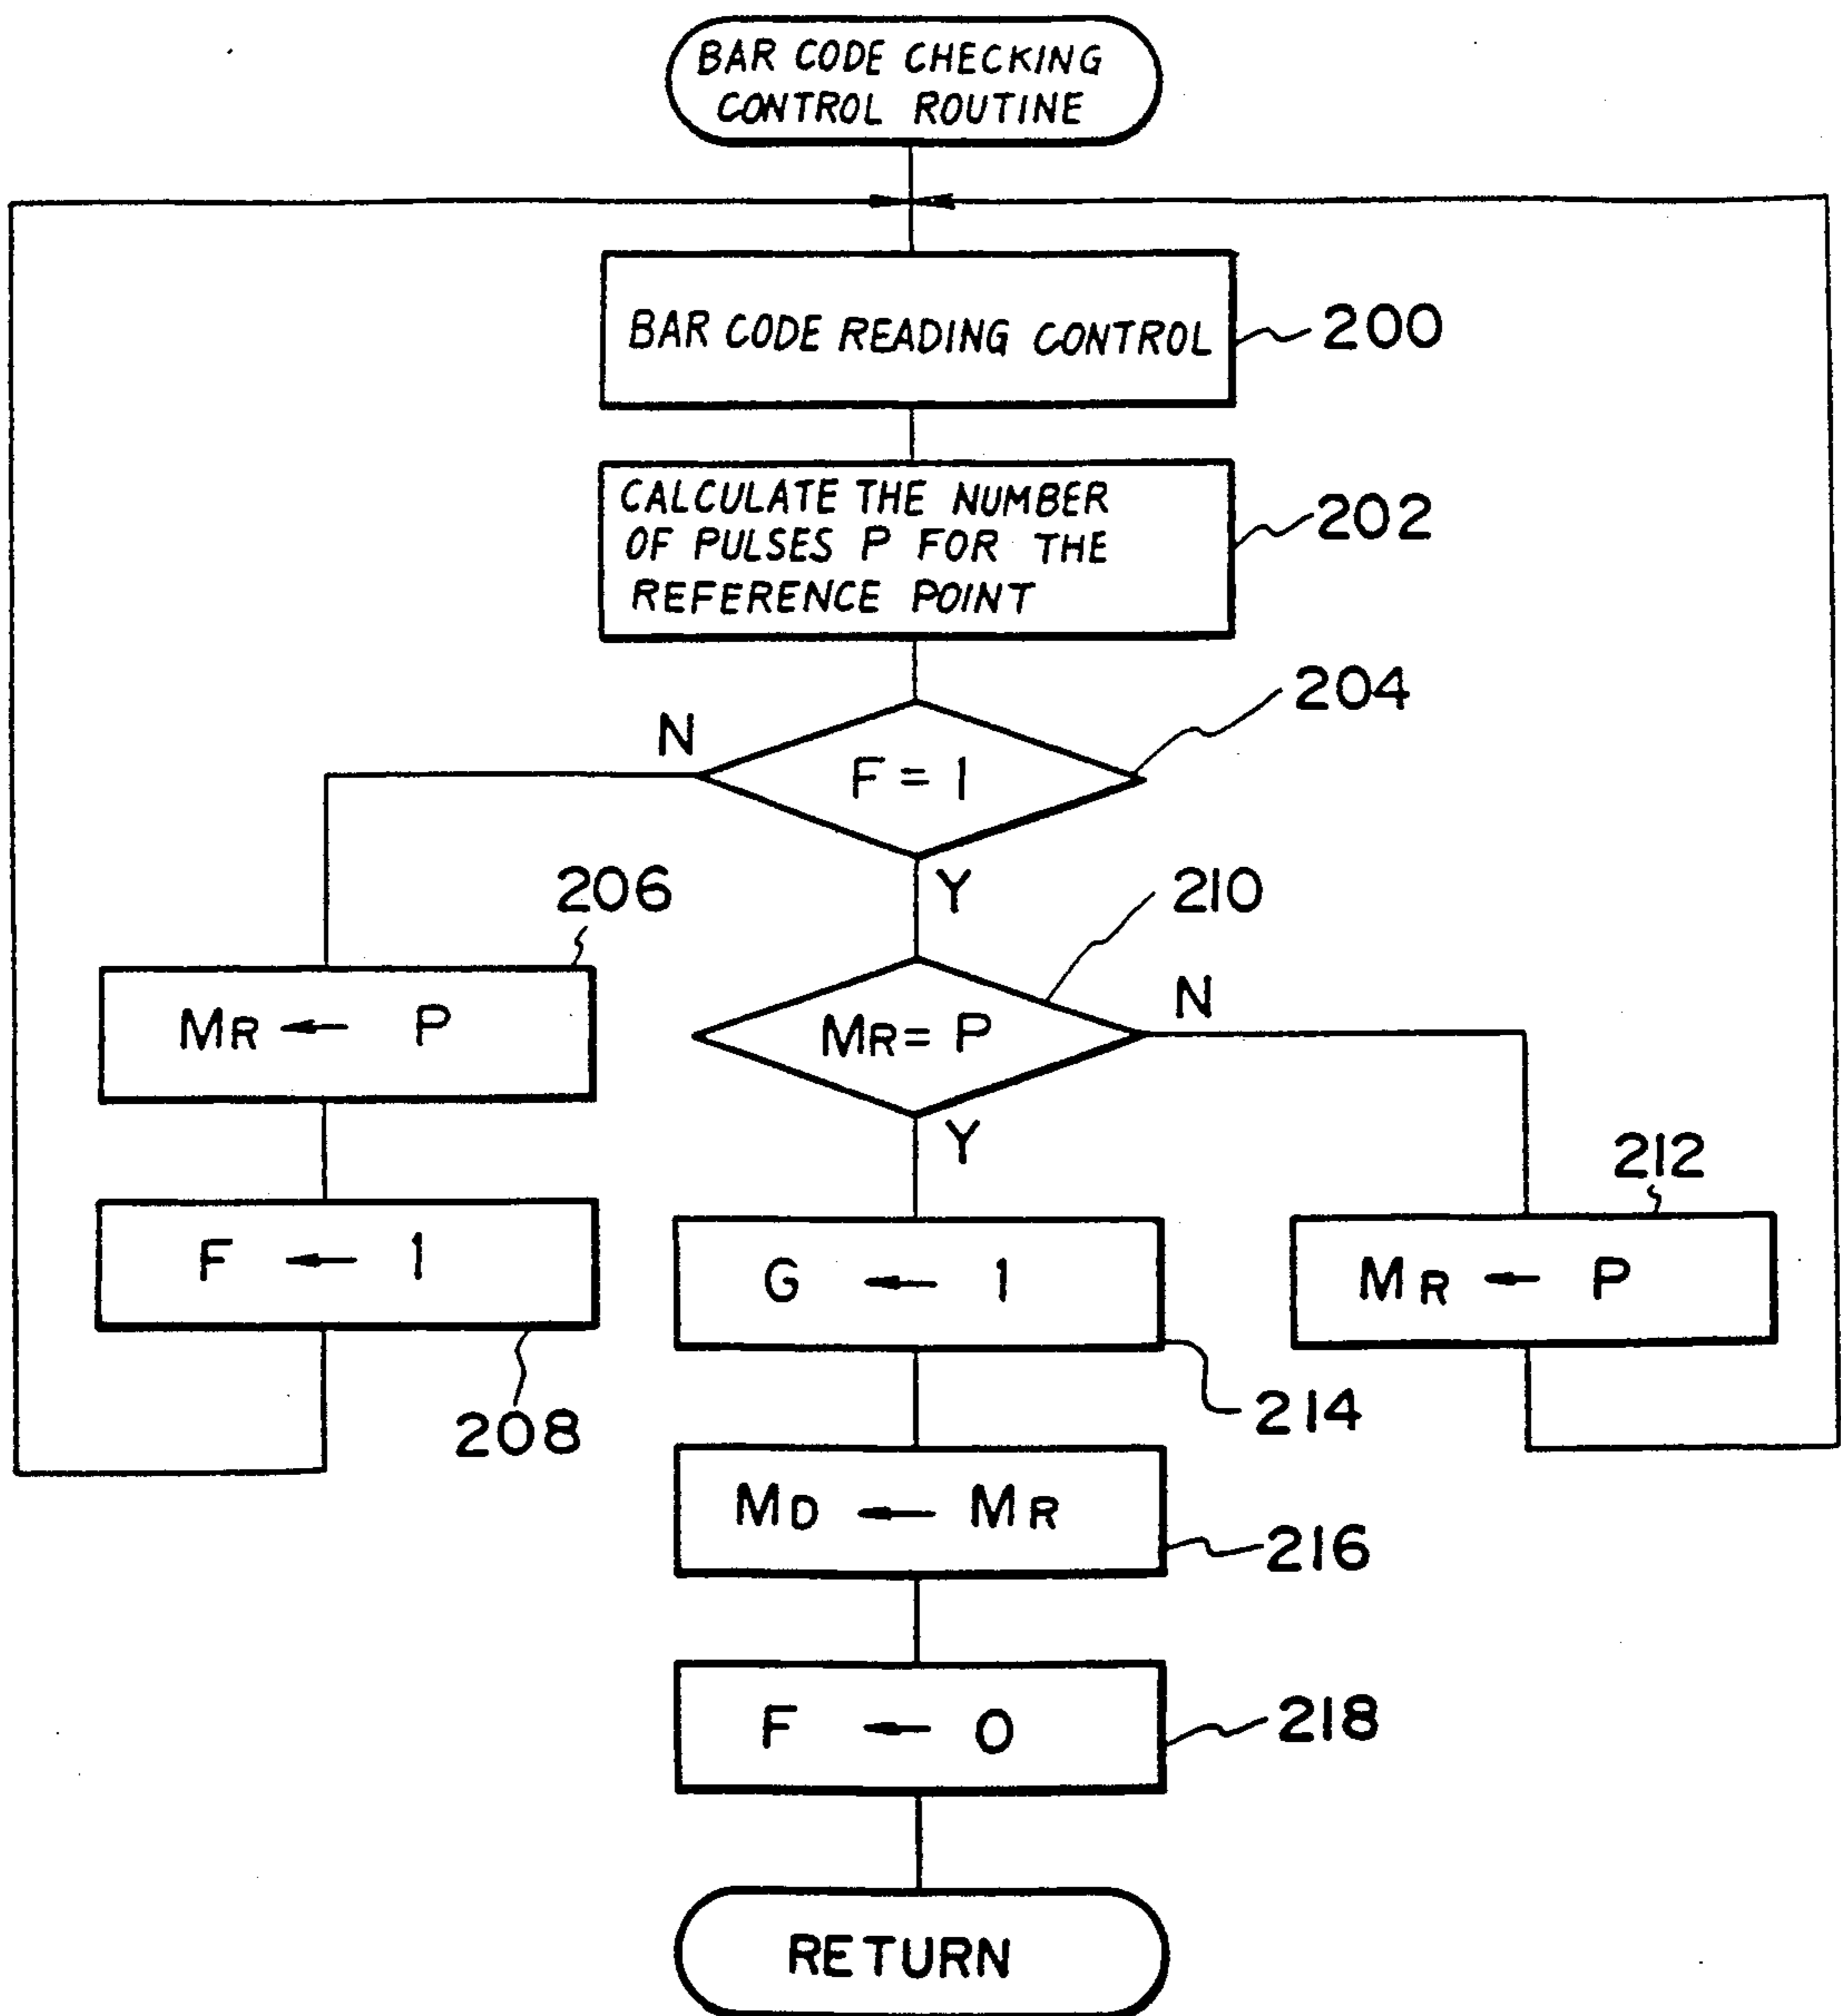 BAR CODE CHECKING
CONTROL ROUTINE
BAR CODE READING CONTROL
200
CALCULATE THE NUMBER
OF PULSES P FOR THE
REFERENCE POINT
202
204
N
F = 1
Y
206
210
MR ← P
MR = P
N
Y
212
F ← 1
208
G ← 1
214
MR ← P
MD ← MR
216
F ← 0
218
RETURN